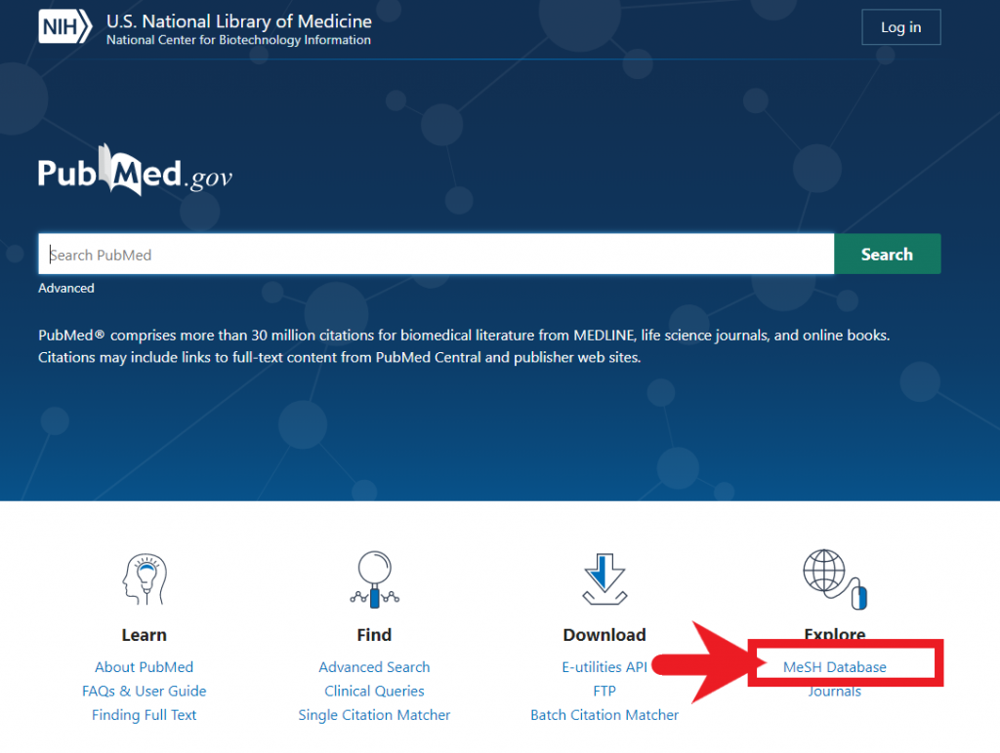 NIH
U.S. National Library of Medicine
National Center for Biotechnology Information
Log in
PubMed.gov
Search PubMed
Search
Advanced
PubMed® comprises more than 30 million citations for biomedical literature from MEDLINE, life science journals, and online books.
Citations may include links to full-text content from PubMed Central and publisher web sites.
Learn
About PubMed
FAQs & User Guide
Finding Full Text
Find
Advanced Search
Clinical Queries
Single Citation Matcher
Download
E-utilities API
FTP
Batch Citation Matcher
Explore
MeSH Database
Journals